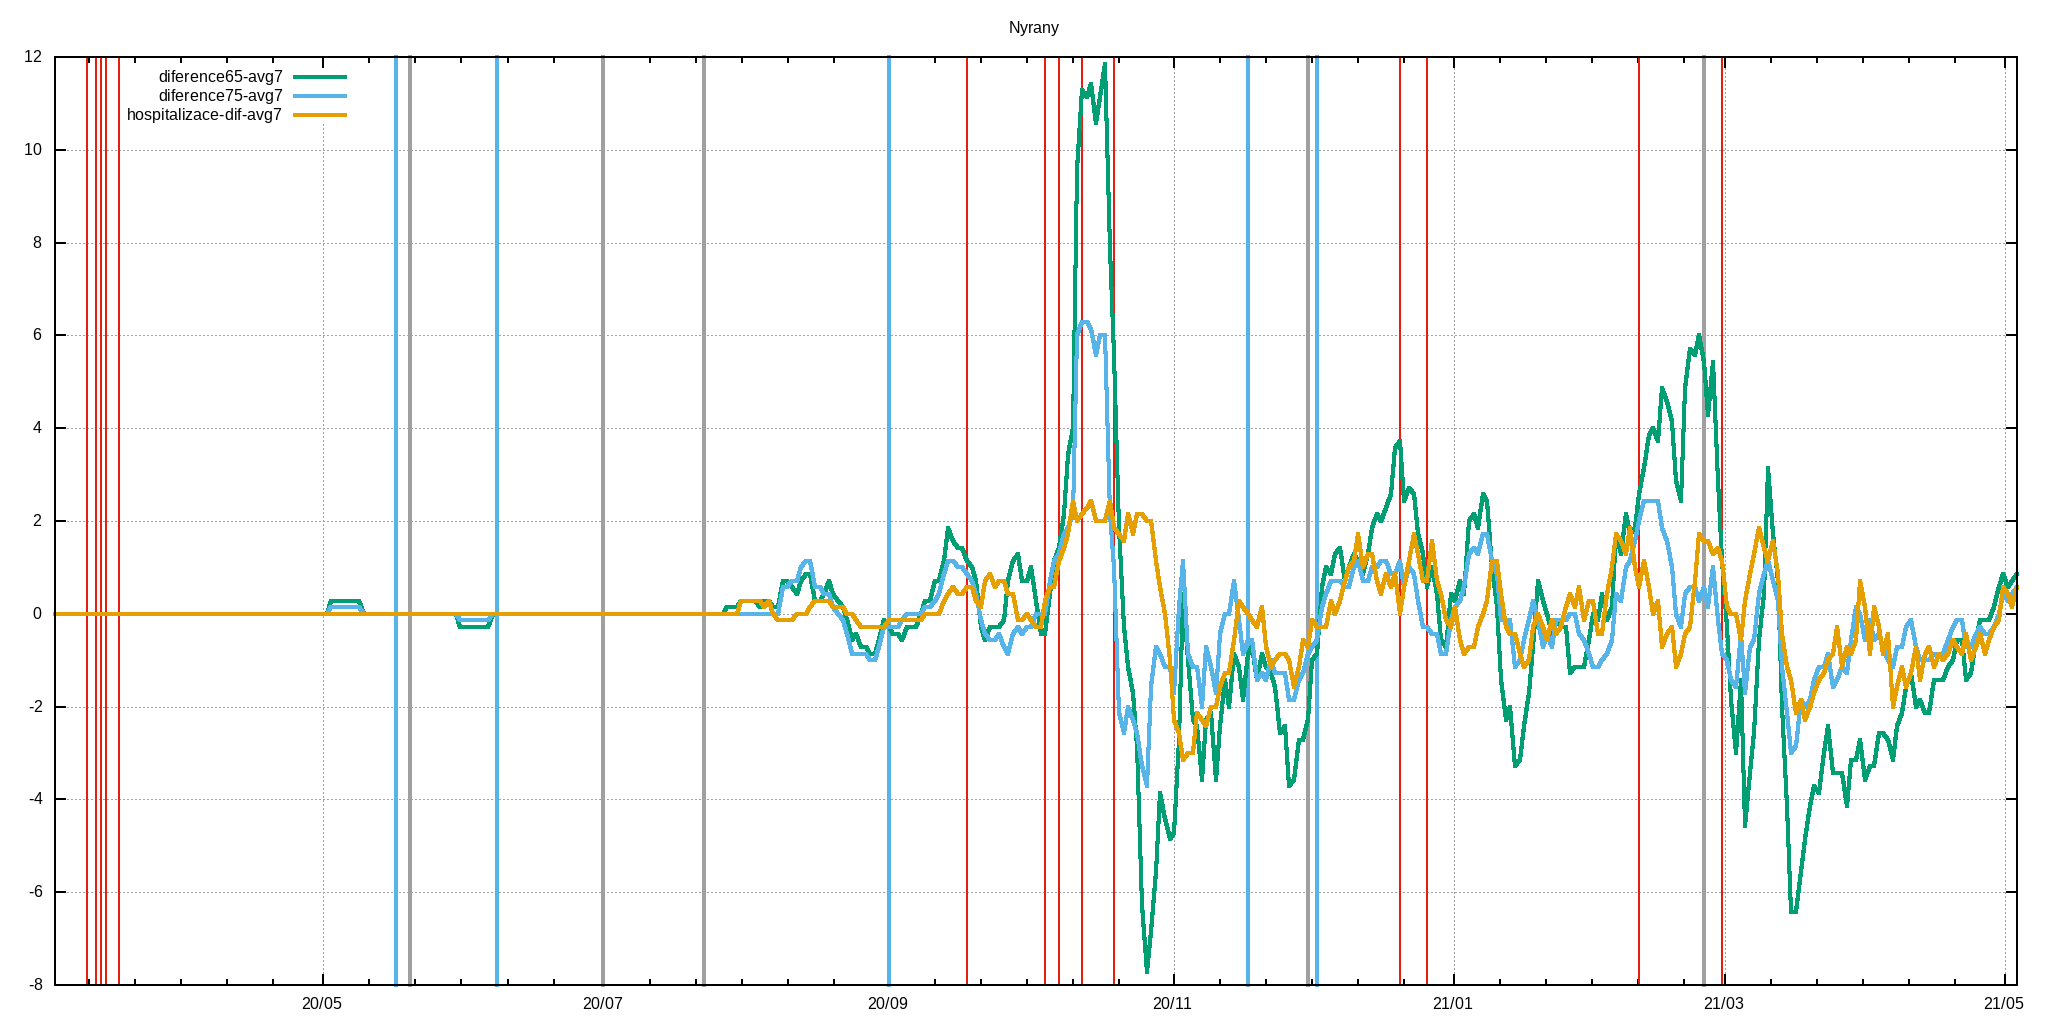 Nyrany
12
diference65-avg7
diference75-avg7
hospitalizace-dif-avg7
10
8
6
4
2
0
-2
-4
-6
-8
20/05 20/07 20/09 20/11 21/01 21/03 21/05